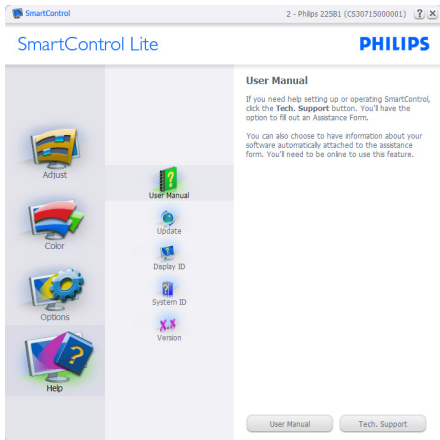 SmartControl
2 - Philips 225B1 (CS30715000001)
? X
SmartControl Lite
PHILIPS
Adjust
Color
Options
Help
User Manual
Update
Display ID
System ID
X.X
Version
User Manual
If you need help setting up or operating SmartControl,
click the Tech. Support button. You'll have the
option to fill out an Assistance Form.
You can also choose to have information about your
software automatically attached to the assistance
form. You'll need to be online to use this feature.
User Manual
Tech. Support